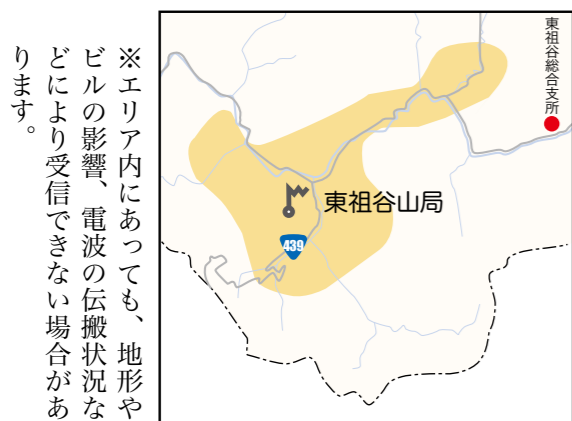 ※エリア内にあっても、地形や
ビルの影響、電波の伝搬状況な
どにより受信できない場合があ
ります。
東祖谷総合支所
東祖谷山局
439